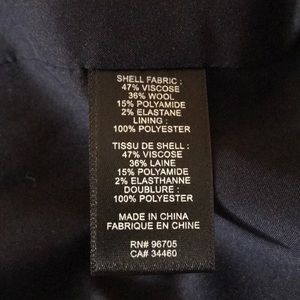 SHELL FABRIC :
47% VISCOSE
36% WOOL
15% POLYAMIDE
2% ELASTANE
LINING :
100% POLYESTER
TISSU DE SHELL :
47% VISCOSE
36% LAINE
15% POLYAMIDE
2% ELASTHANNE
DOUBLURE :
100% POLYESTER
MADE IN CHINA
FABRIQUE EN CHINE
RN# 96705
CA# 34460